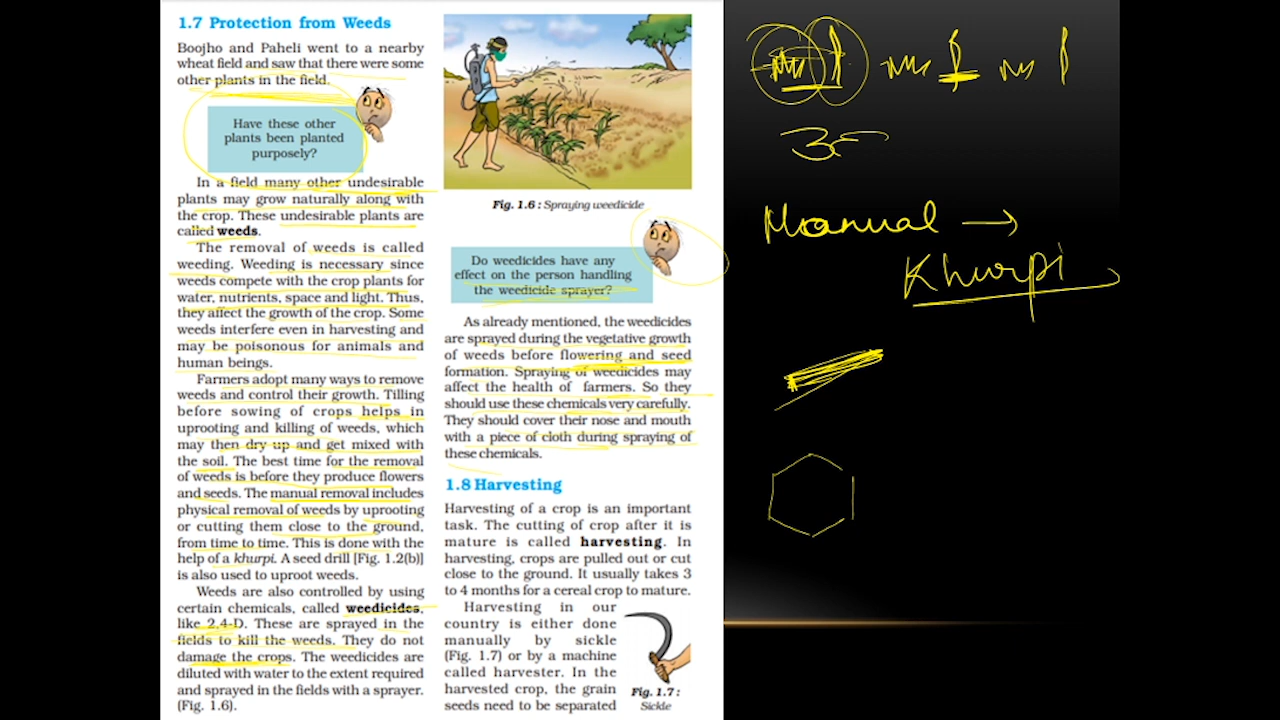 1.7 Protection from Weeds
Boojho and Paheli went to a nearby
wheat field and saw that there were some
other plants in the field.
Have these other
plants been planted
purposely?
In a field many other undesirable
plants may grow naturally along with
the crop. These undesirable plants are
called weeds.
The removal of weeds is called
weeding. Weeding is necessary since
weeds compete with the crop plants for
water, nutrients, space and light. Thus,
they affect the growth of the crop. Some
weeds interfere even in harvesting and
may be poisonous for animals and
human beings.
Farmers adopt many ways to remove
weeds and control their growth. Tilling
before sowing of crops helps in
uprooting and killing of weeds, which
may then dry up and get mixed with
the soil. The best time for the removal
of weeds is before they produce flowers
and seeds. The manual removal includes
physical removal of weeds by uprooting
or cutting them close to the ground,
from time to time. This is done with the
help of a khurpi. A seed drill [Fig. 1.2(b)]
is also used to uproot weeds.
Weeds are also controlled by using
certain chemicals, called weedicides,
like 2,4-D. These are sprayed in the
fields to kill the weeds. They do not
damage the crops. The weedicides are
diluted with water to the extent required
and sprayed in the fields with a sprayer.
(Fig. 1.6).
Fig. 1.6 : Spraying weedicide
Do weedicides have any
effect on the person handling
the weedicide sprayer?
As already mentioned, the weedicides
are sprayed during the vegetative growth
of weeds before flowering and seed
formation. Spraying of weedicides may
affect the health of farmers. So they
should use these chemicals very carefully.
They should cover their nose and mouth
with a piece of cloth during spraying of
these chemicals.
1.8 Harvesting
Harvesting of a crop is an important
task. The cutting of crop after it is
mature is called harvesting. In
harvesting, crops are pulled out or cut
close to the ground. It usually takes 3
to 4 months for a cereal crop to mature.
Harvesting in our
country is either done
manually by sickle
(Fig. 1.7) or by a machine
called harvester. In the
harvested crop, the grain
seeds need to be separated
Fig. 1.7 :
Sickle
Manual →
Khurpi